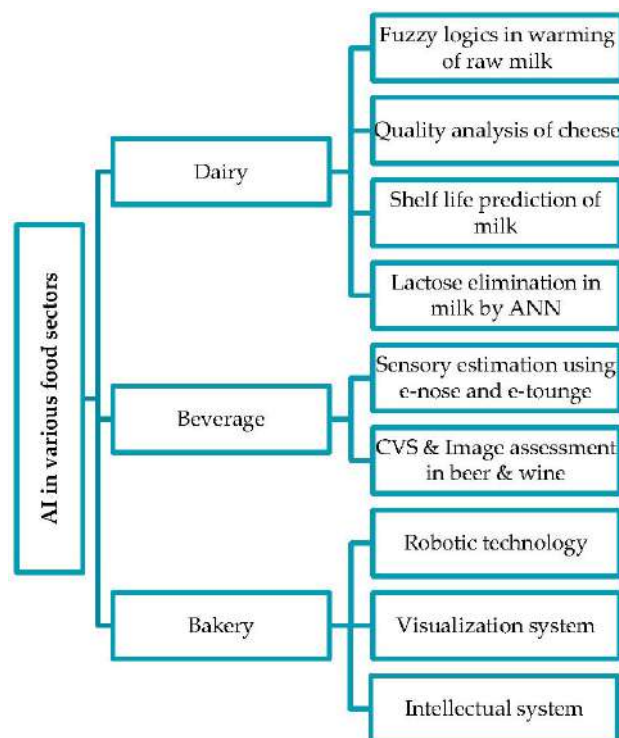 AI in various food sectors
Dairy
Fuzzy logics in warming
of raw milk
Quality analysis of cheese
Shelf life prediction of
milk
Lactose elimination in
milk by ANN
Beverage
Sensory estimation using
e-nose and e-tounge
CVS & Image assessment
in beer & wine
Bakery
Robotic technology
Visualization system
Intellectual system